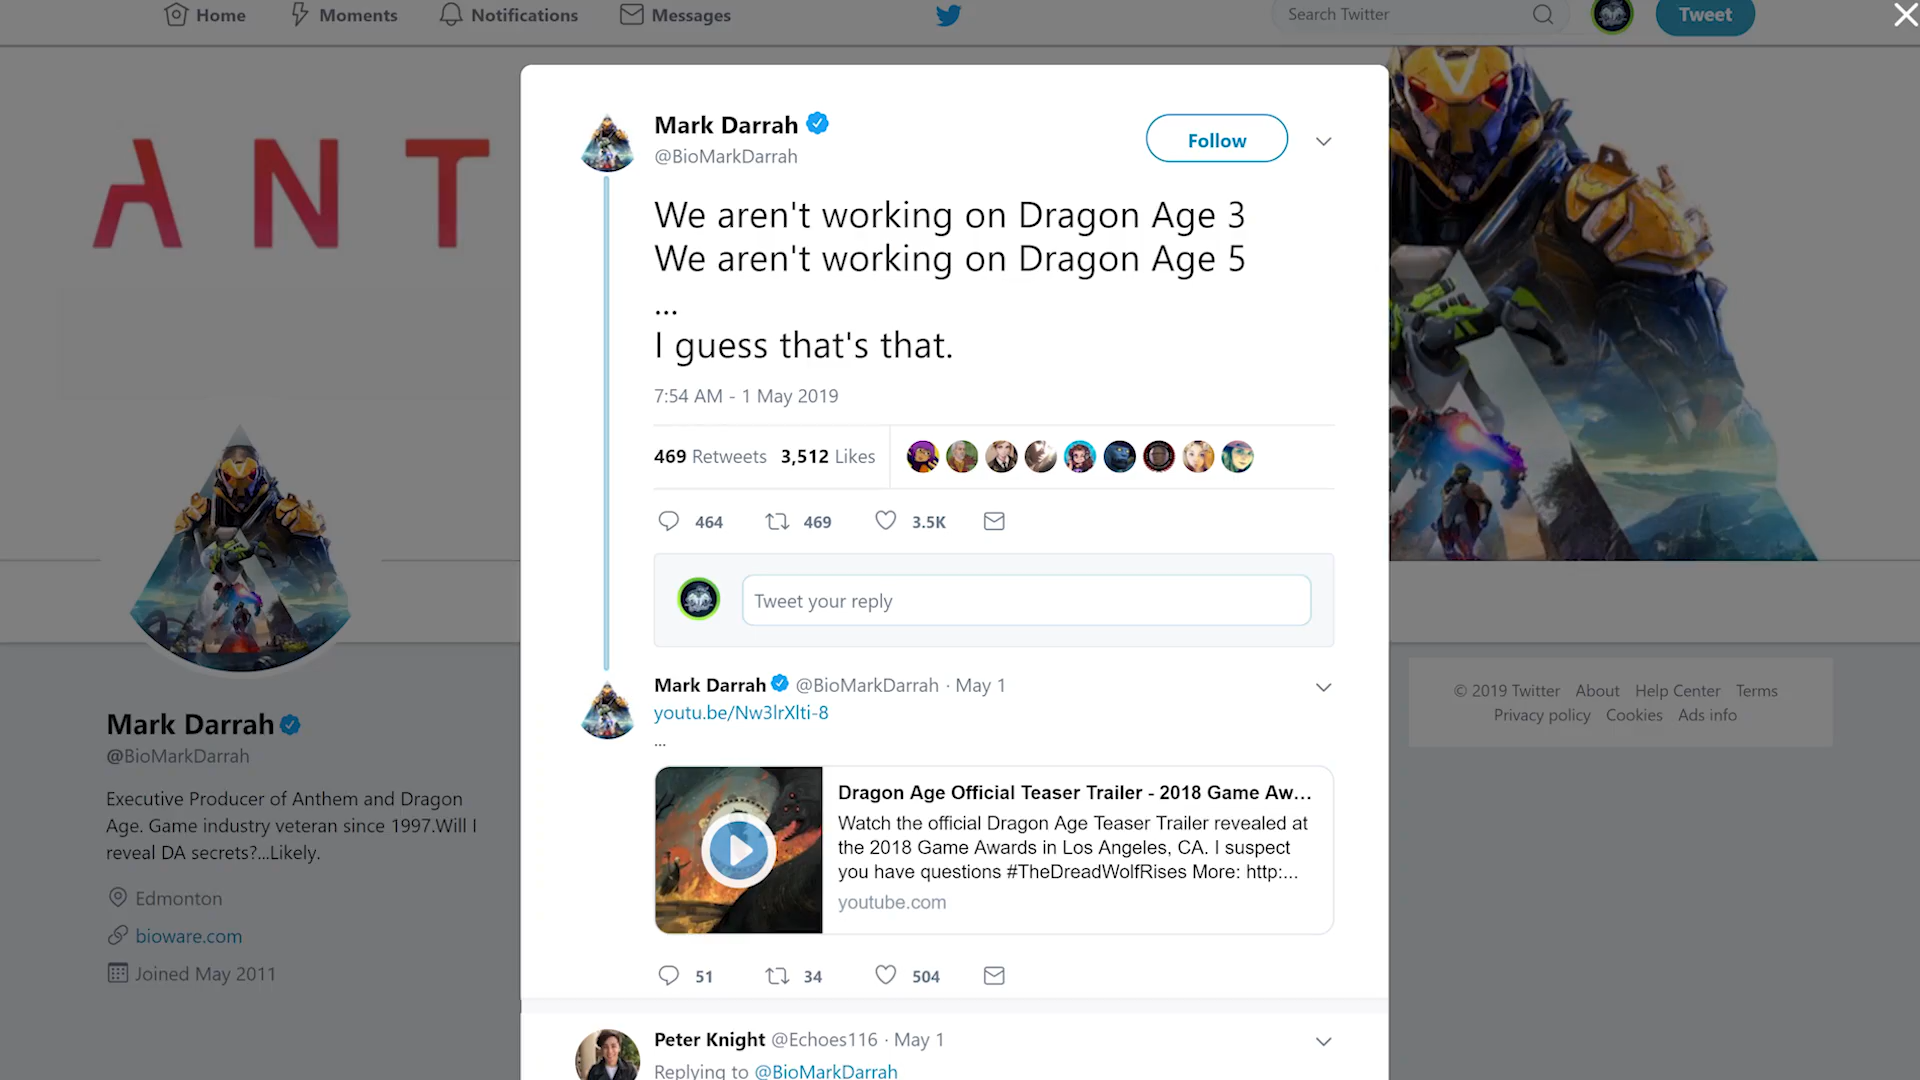 Home
Moments
Notifications
Messages
Search Twitter
Tweet
ANT
Mark Darrah
@BioMarkDarrah
Follow
We aren't working on Dragon Age 3
We aren't working on Dragon Age 5
...
I guess that's that.
7:54 AM - 1 May 2019
469 Retweets 3,512 Likes
464 469 3.5K
Tweet your reply
Mark Darrah @BioMarkDarrah · May 1
youtu.be/Nw3lrXlti-8
...
Dragon Age Official Teaser Trailer - 2018 Game Aw...
Watch the official Dragon Age Teaser Trailer revealed at
the 2018 Game Awards in Los Angeles, CA. I suspect
you have questions #TheDreadWolfRises More: http:...
youtube.com
51 34 504
Peter Knight @Echoes116 · May 1
Replying to @BioMarkDarrah
Mark Darrah
@BioMarkDarrah
Executive Producer of Anthem and Dragon
Age. Game industry veteran since 1997.Will I
reveal DA secrets?...Likely.
Edmonton
bioware.com
Joined May 2011
© 2019 Twitter About Help Center Terms
Privacy policy Cookies Ads info